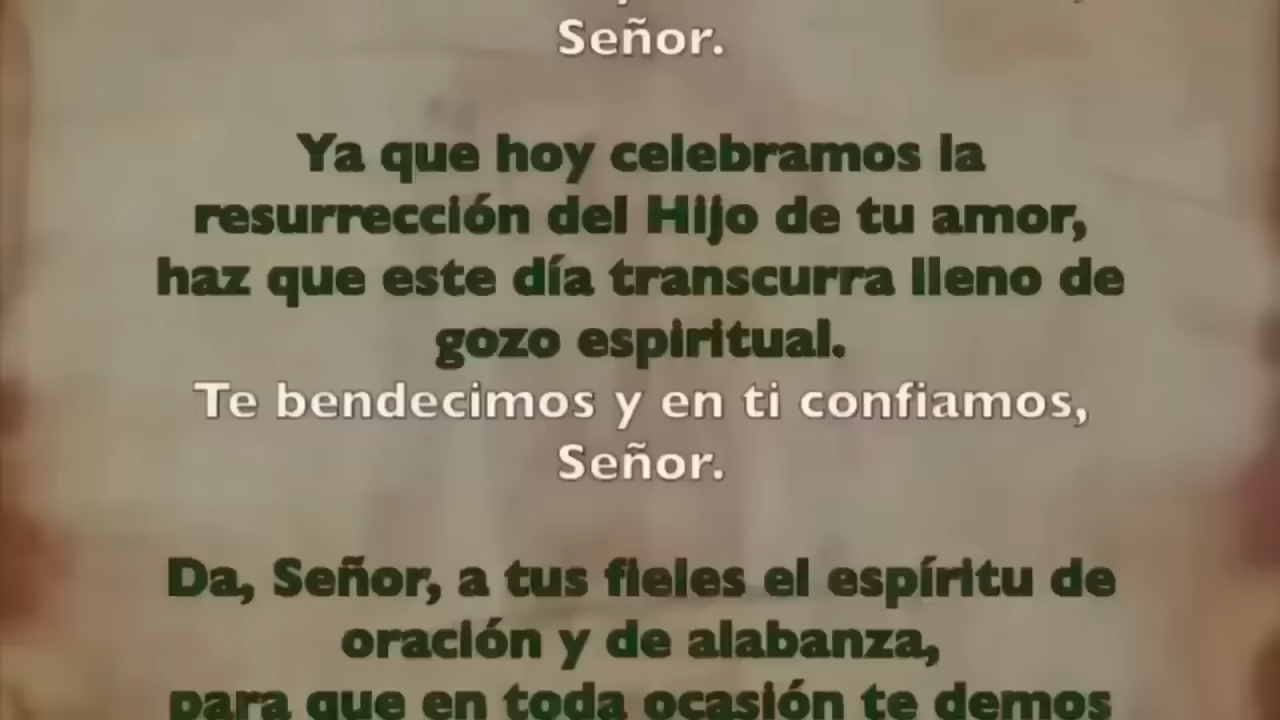 Señor.
Ya que hoy celebramos la
resurrección del Hijo de tu amor,
haz que este día transcurra lleno de
gozo espiritual.
Te bendecimos y en ti confiamos,
Señor.
Da, Señor, a tus fieles el espíritu de
oración y de alabanza,
para que en toda ocasión te demos